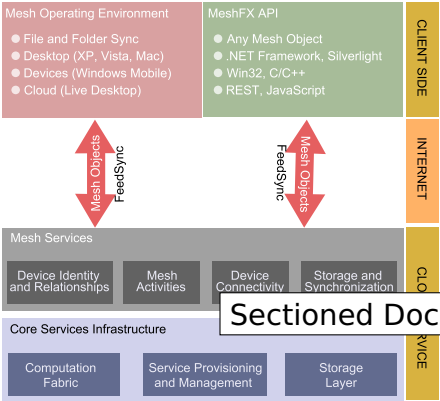 Mesh Operating Environment
File and Folder Sync
Desktop (XP, Vista, Mac)
Devices (Windows Mobile)
Cloud (Live Desktop)
MeshFX API
Any Mesh Object
.NET Framework, Silverlight
Win32, C/C++
REST, JavaScript
CLIENT SIDE
Mesh Objects
FeedSync
FeedSync
Mesh Objects
INTERNET
Mesh Services
Device Identity
and Relationships
Mesh
Activities
Device
Connectivity
Storage and
Synchronization
Sectioned Doc
Core Services Infrastructure
Computation
Fabric
Service Provisioning
and Management
Storage
Layer